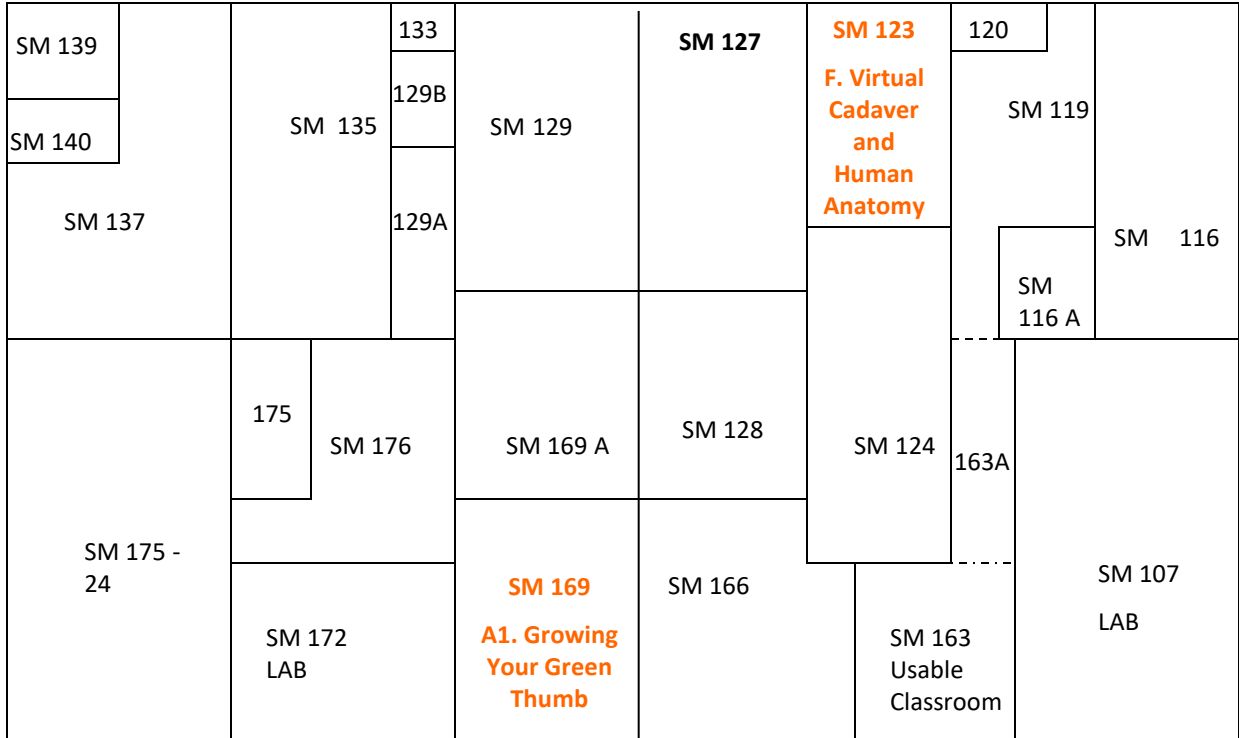 SM 139
SM 140
SM 137
SM 135
133
129B
129A
SM 129
SM 127
SM 123
F. Virtual
Cadaver
and
Human
Anatomy
120
SM 119
SM 116
SM
116 A
SM 175 -
24
175
SM 176
SM 172
LAB
SM 169 A
SM 128
SM 124
163A
SM 169
A1. Growing
Your Green
Thumb
SM 166
SM 163
Usable
Classroom
SM 107
LAB